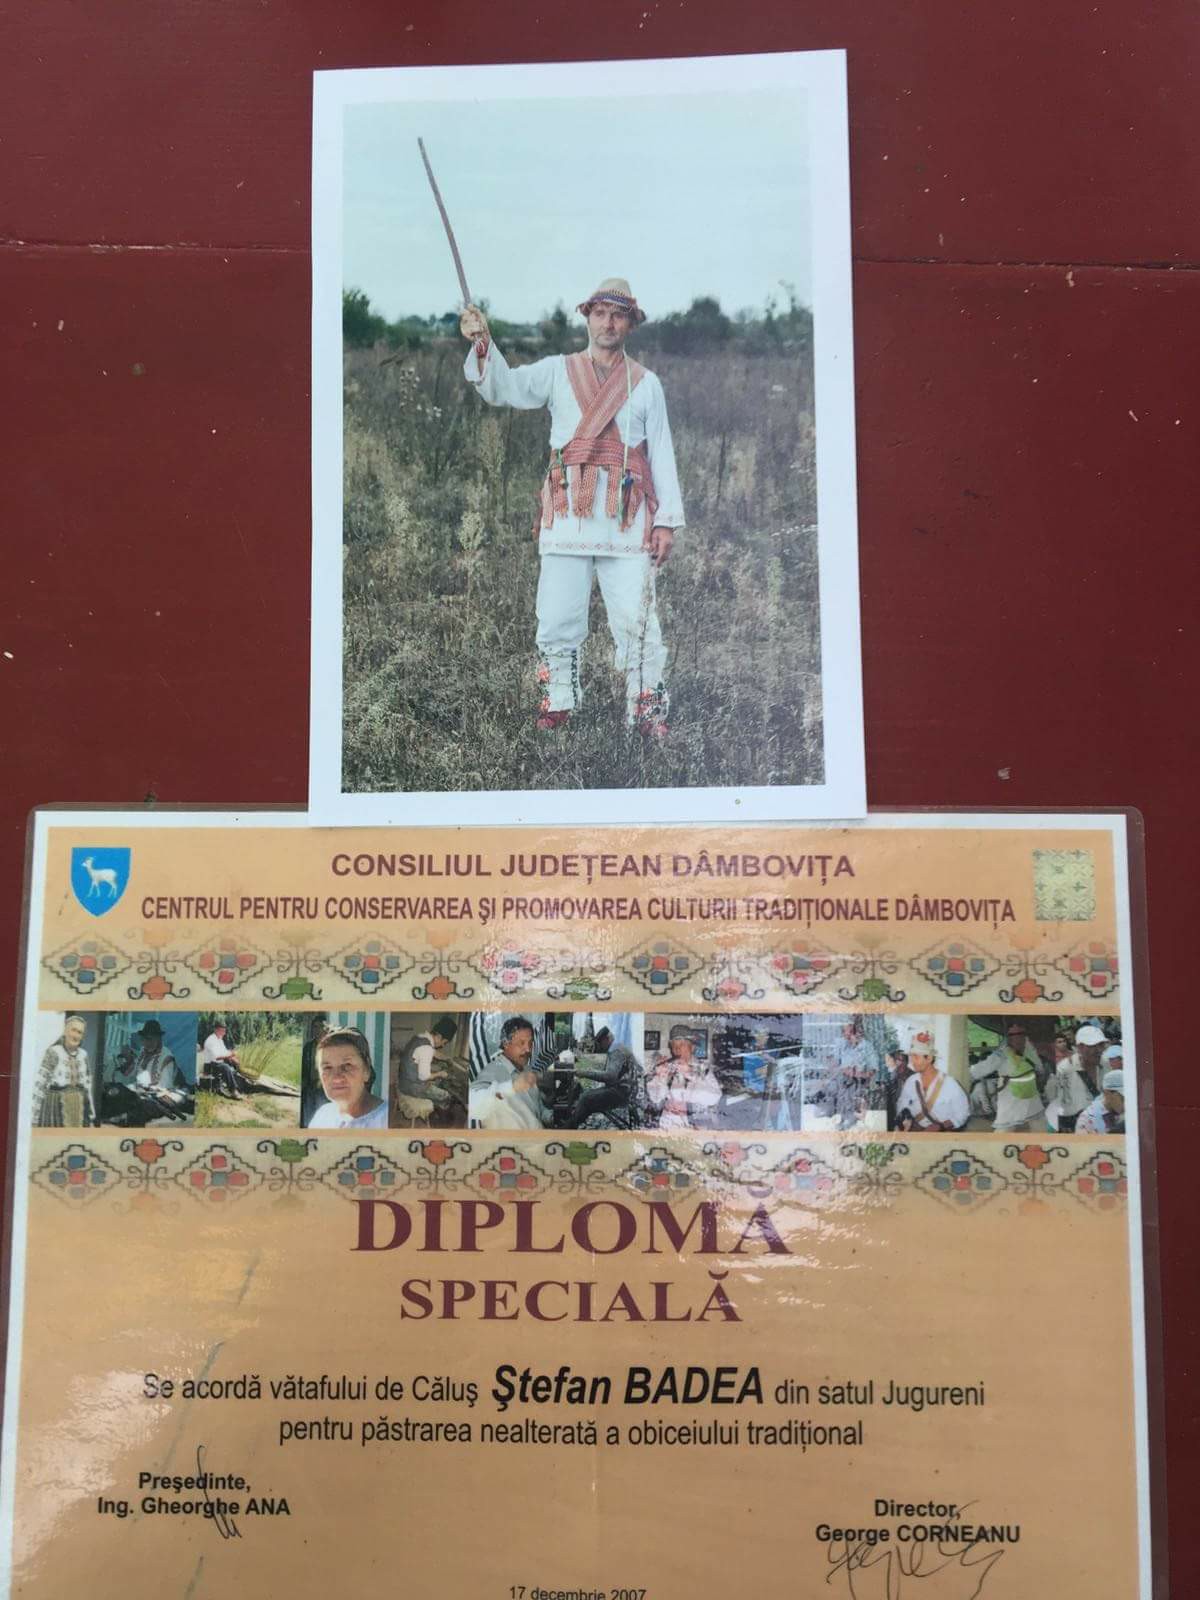 CONSILIUL JUDEȚEAN DÂMBOVIȚA
CENTRUL PENTRU CONSERVAREA ŞI PROMOVAREA CULTURII TRADIȚIONALE DÂMBOVIȚA
DIPLOMĂ
SPECIALĂ
Se acordă vătafului de Căluş Ştefan BADEA din satul Jugureni
pentru păstrarea nealterată a obiceiului tradițional
Preşedinte,
Ing. Gheorghe ANA
Director,
George CORNEANU
17 decembrie 2007